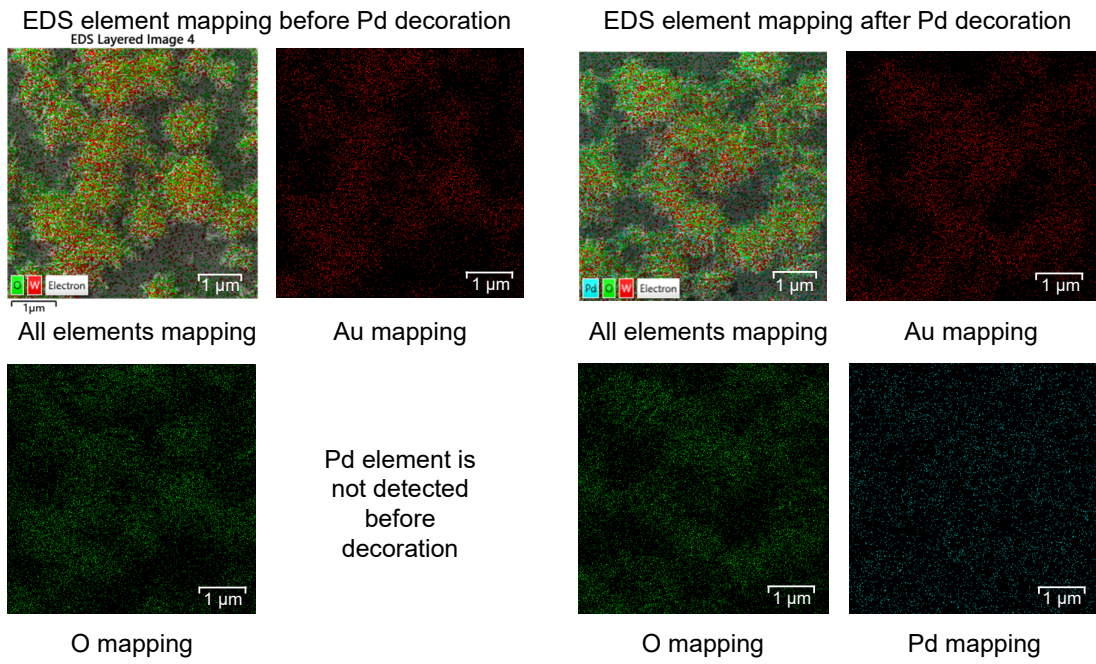 EDS element mapping before Pd decoration
EDS Layered Image 4
O W Electron
1 μm
1μm
All elements mapping
1 μm
Au mapping
1 μm
O mapping
Pd element is
not detected
before
decoration
EDS element mapping after Pd decoration
Pd O W Electron
1 μm
All elements mapping
1 μm
Au mapping
1 μm
O mapping
1 μm
Pd mapping